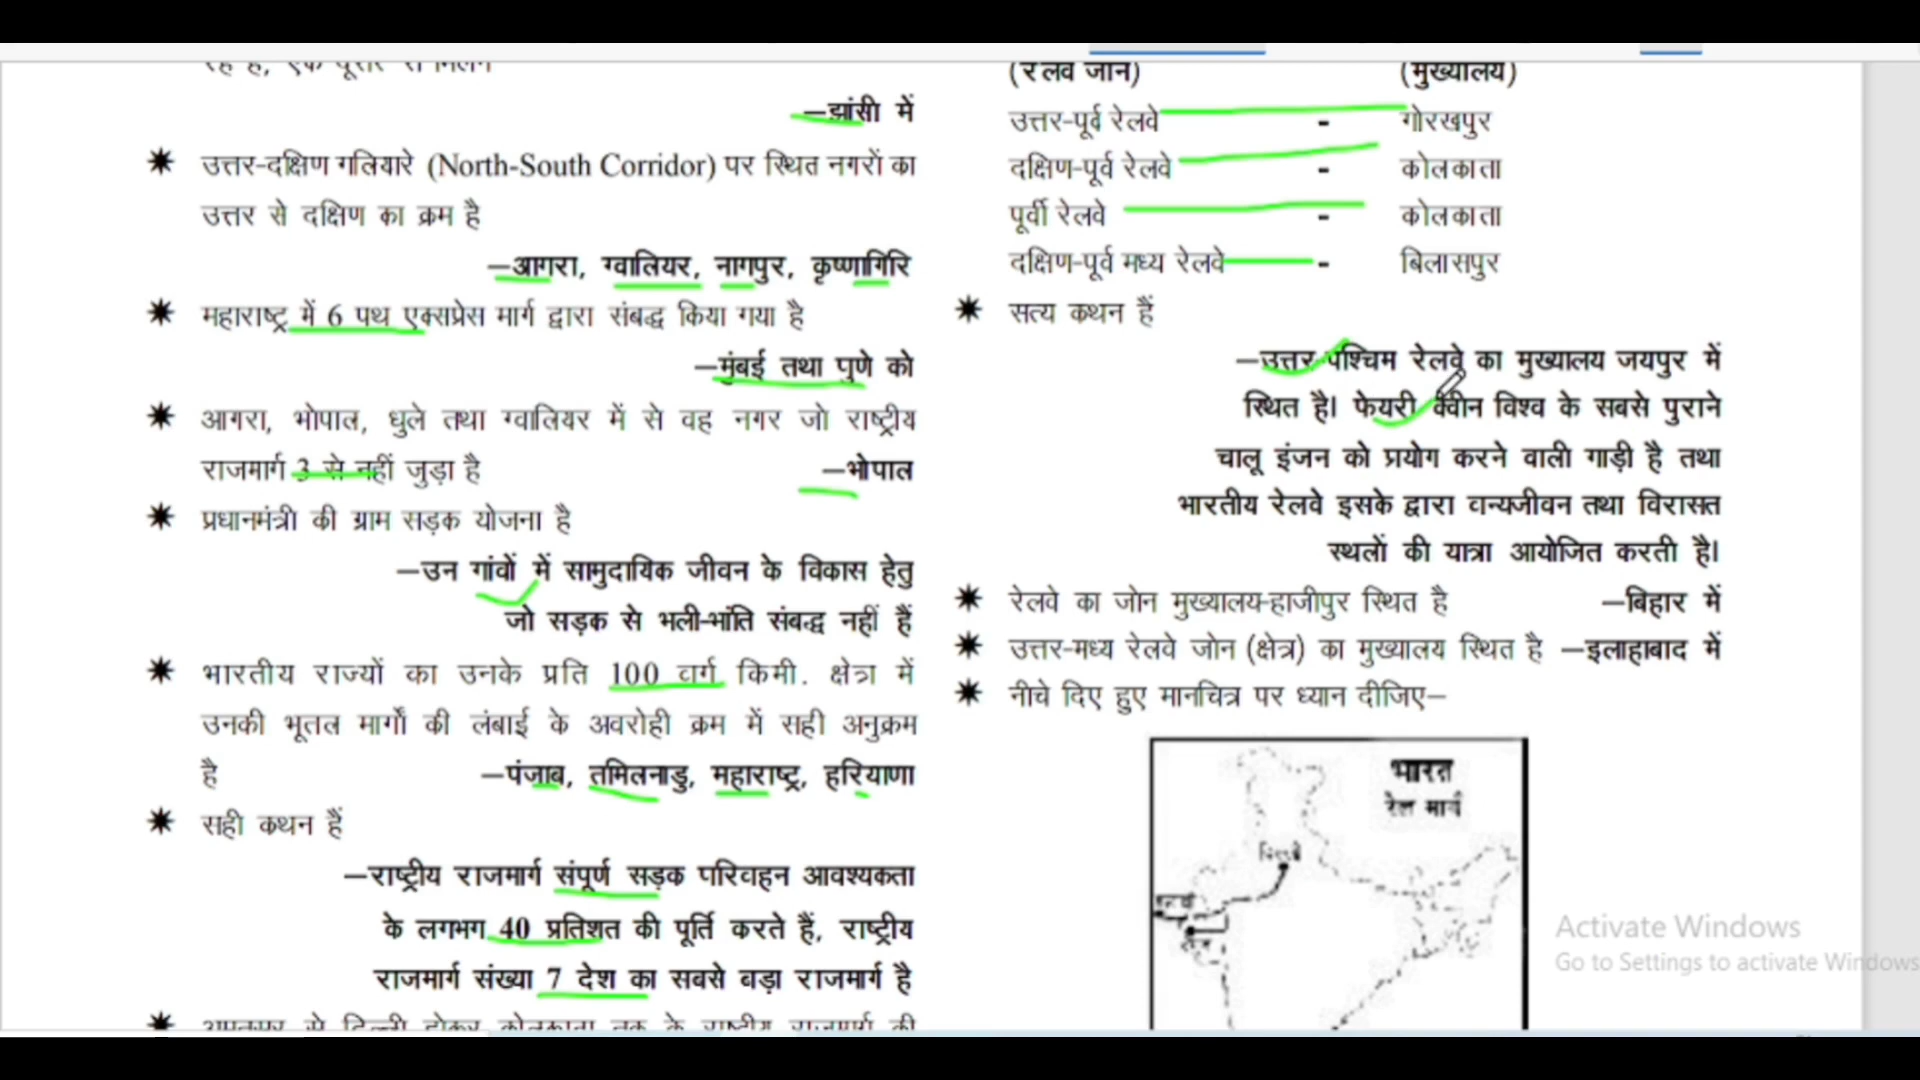 —झांसी में
✷ उत्तर-दक्षिण गलियारे (North-South Corridor) पर स्थित नगरों का
उत्तर से दक्षिण का क्रम है
—आगरा, ग्वालियर, नागपुर, कृष्णागिरि
✷ महाराष्ट्र में 6 पथ एक्सप्रेस मार्ग द्वारा संबद्ध किया गया है
—मुंबई तथा पुणे को
✷ आगरा, भोपाल, धुले तथा ग्वालियर में से वह नगर जो राष्ट्रीय
राजमार्ग 3 से नहीं जुड़ा है —भोपाल
✷ प्रधानमंत्री की ग्राम सड़क योजना है
—उन गांवों में सामुदायिक जीवन के विकास हेतु
जो सड़क से भली-भांति संबद्ध नहीं हैं
✷ भारतीय राज्यों का उनके प्रति 100 वर्ग किमी. क्षेत्र में
उनकी भूतल मार्गों की लंबाई के अवरोही क्रम में सही अनुक्रम
है —पंजाब, तमिलनाडु, महाराष्ट्र, हरियाणा
✷ सही कथन हैं
—राष्ट्रीय राजमार्ग संपूर्ण सड़क परिवहन आवश्यकता
के लगभग 40 प्रतिशत की पूर्ति करते हैं, राष्ट्रीय
राजमार्ग संख्या 7 देश का सबसे बड़ा राजमार्ग है
(रेलवे जोन) (मुख्यालय)
उत्तर-पूर्व रेलवे - गोरखपुर
दक्षिण-पूर्व रेलवे - कोलकाता
पूर्वी रेलवे - कोलकाता
दक्षिण-पूर्व मध्य रेलवे - बिलासपुर
✷ सत्य कथन हैं
—उत्तर-पश्चिम रेलवे का मुख्यालय जयपुर में
स्थित है। फेयरी क्वीन विश्व के सबसे पुराने
चालू इंजन को प्रयोग करने वाली गाड़ी है तथा
भारतीय रेलवे इसके द्वारा वन्यजीवन तथा विरासत
स्थलों की यात्रा आयोजित करती है।
✷ रेलवे का जोन मुख्यालय-हाजीपुर स्थित है —बिहार में
✷ उत्तर-मध्य रेलवे जोन (क्षेत्र) का मुख्यालय स्थित है —इलाहाबाद में
✷ नीचे दिए हुए मानचित्र पर ध्यान दीजिए—
भारत
रेल मार्ग
दिल्ली
Activate Windows
Go to Settings to activate Windows